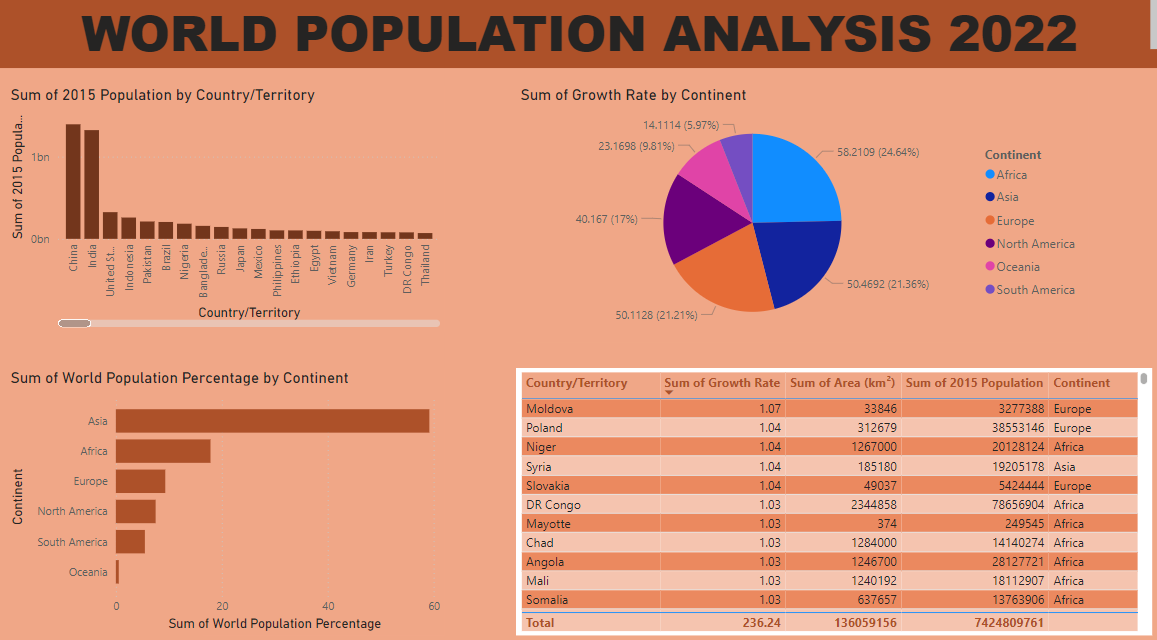 WORLD POPULATION ANALYSIS 2022
Sum of 2015 Population by Country/Territory
Sum of 2015 Popula...
1bn
0bn
China
India
United St...
Indonesia
Pakistan
Brazil
Nigeria
Banglade...
Russia
Japan
Mexico
Philippines
Ethiopia
Egypt
Vietnam
Germany
Iran
Turkey
DR Congo
Thailand
Country/Territory
Sum of Growth Rate by Continent
14.1114 (5.97%)
23.1698 (9.81%)
40.167 (17%)
50.1128 (21.21%)
58.2109 (24.64%)
50.4692 (21.36%)
Continent
Africa
Asia
Europe
North America
Oceania
South America
Sum of World Population Percentage by Continent
Continent
Asia
Africa
Europe
North America
South America
Oceania
0 20 40 60
Sum of World Population Percentage
Country/Territory Sum of Growth Rate Sum of Area (km²) Sum of 2015 Population Continent
Moldova 1.07 33846 3277388 Europe
Poland 1.04 312679 38553146 Europe
Niger 1.04 1267000 20128124 Africa
Syria 1.04 185180 19205178 Asia
Slovakia 1.04 49037 5424444 Europe
DR Congo 1.03 2344858 78656904 Africa
Mayotte 1.03 374 249545 Africa
Chad 1.03 1284000 14140274 Africa
Angola 1.03 1246700 28127721 Africa
Mali 1.03 1240192 18112907 Africa
Somalia 1.03 637657 13763906 Africa
Total 236.24 136059156 7424809761